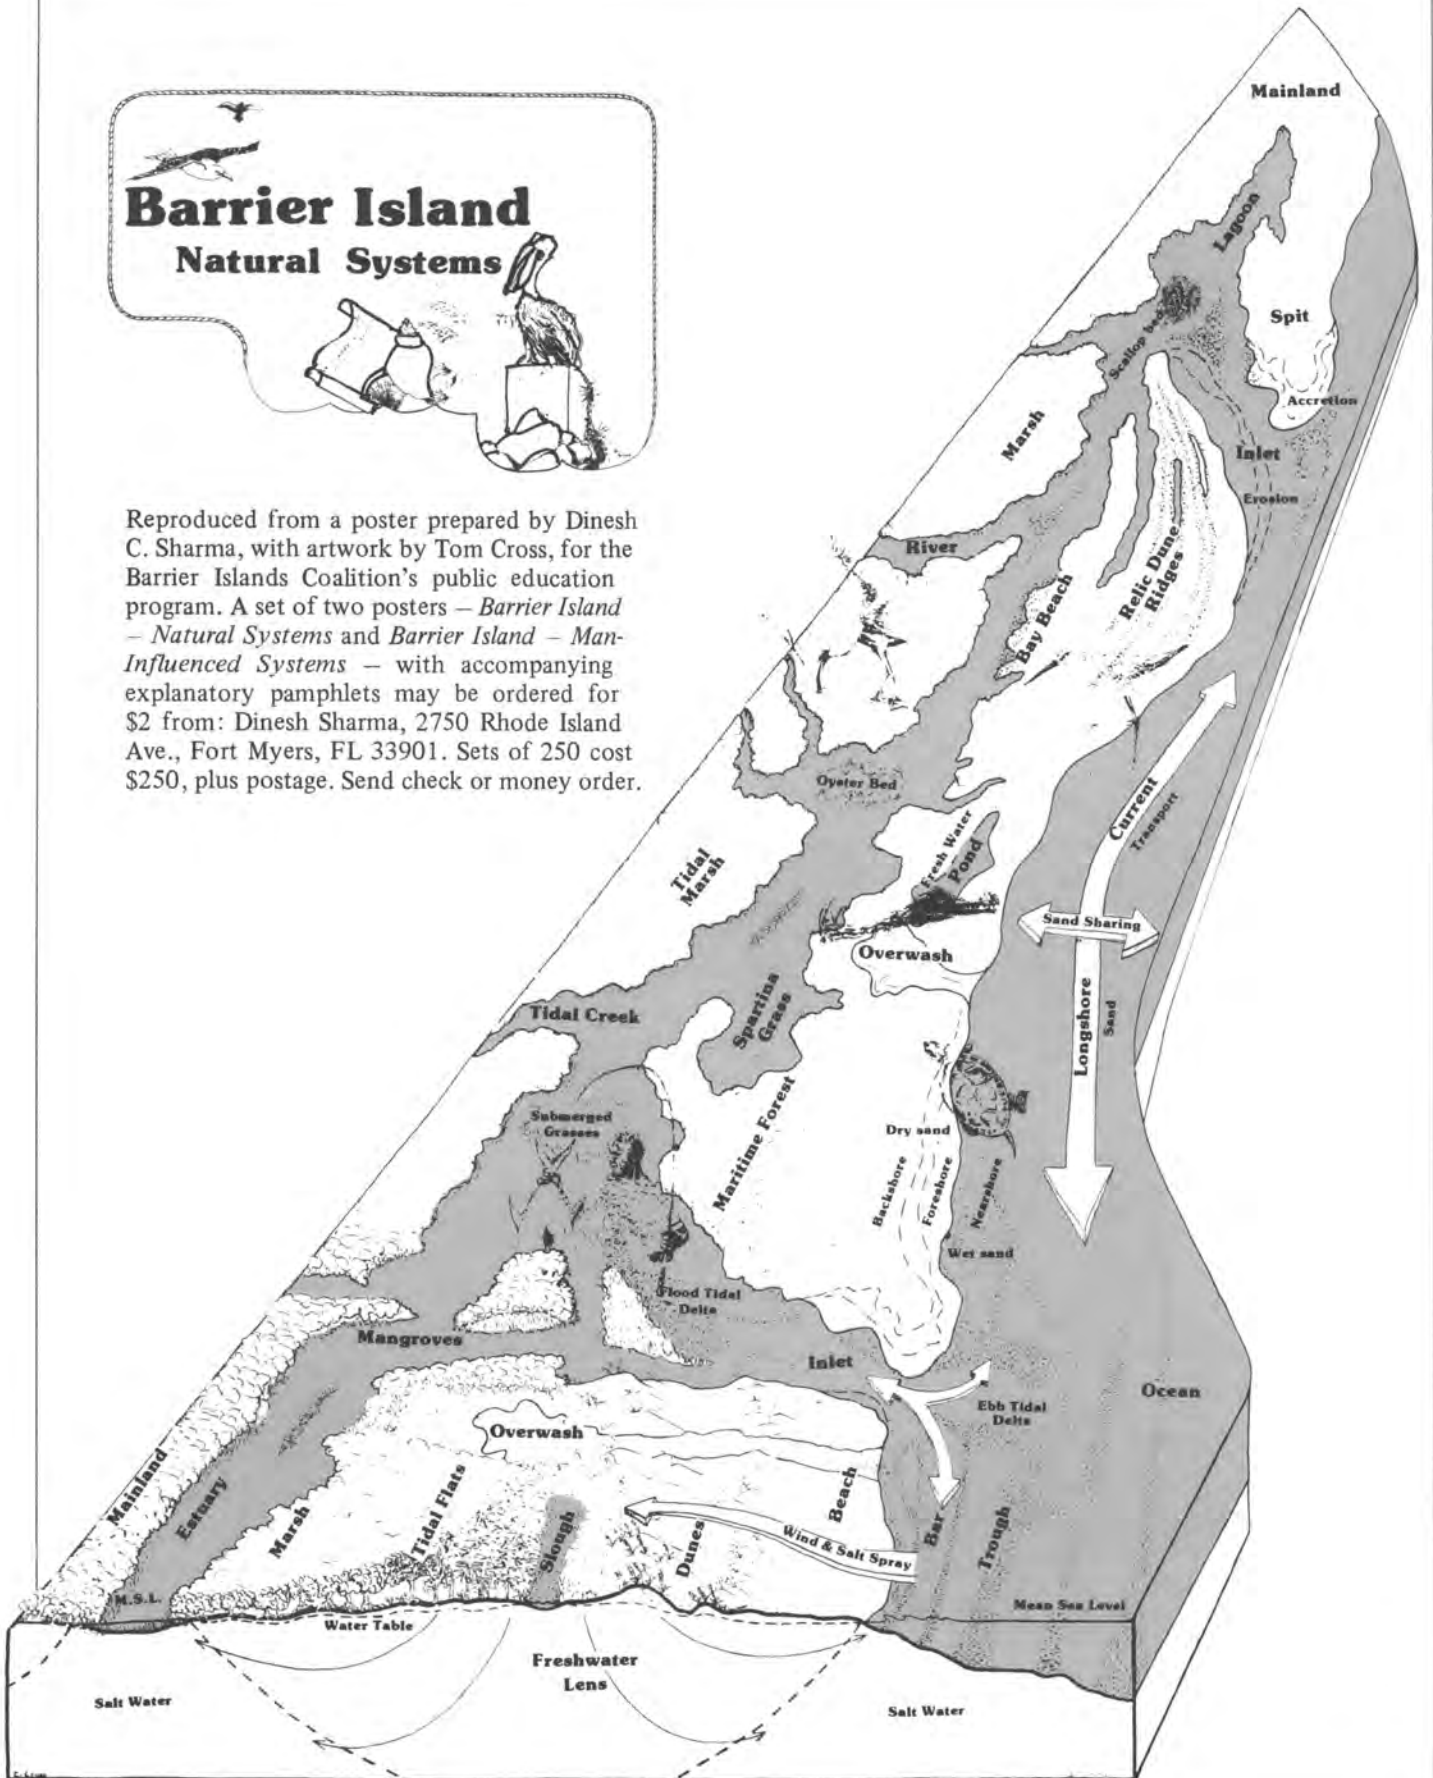 Barrier Island
Natural Systems
Reproduced from a poster prepared by Dinesh
C. Sharma, with artwork by Tom Cross, for the
Barrier Islands Coalition's public education
program. A set of two posters – Barrier Island
– Natural Systems and Barrier Island – Man-
Influenced Systems – with accompanying
explanatory pamphlets may be ordered for
$2 from: Dinesh Sharma, 2750 Rhode Island
Ave., Fort Myers, FL 33901. Sets of 250 cost
$250, plus postage. Send check or money order.
Mainland
Lagoon
Spit
Scallop bed
Accretion
Marsh
Inlet
Erosion
River
Relic Dune
Ridges
Bay Beach
Oyster Bed
Current
Transport
Fresh Water
Pond
Tidal
Marsh
Sand Sharing
Overwash
Spartina
Grass
Tidal Creek
Longshore
Sand
Submerged
Grasses
Maritime Forest
Dry sand
Backshore
Foreshore
Nearshore
Wet sand
Flood Tidal
Delta
Mangroves
Inlet
Ocean
Ebb Tidal
Delta
Overwash
Mainland
Estuary
Marsh
Tidal Flats
Slough
Dunes
Beach
Wind & Salt Spray
Bar
Trough
M.S.L.
Mean Sea Level
Water Table
Freshwater
Lens
Salt Water
Salt Water